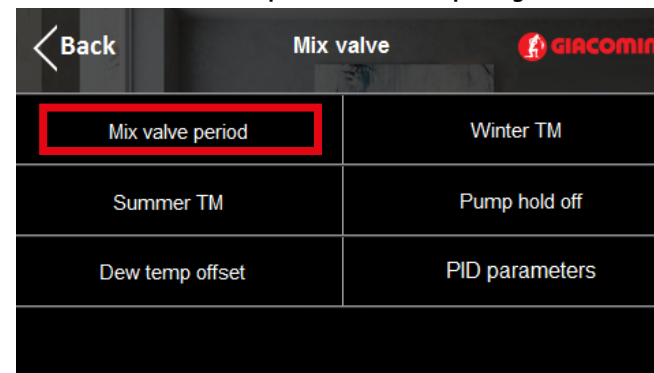 Back Mix valve GIACOMIN
Mix valve period Winter TM
Summer TM Pump hold off
Dew temp offset PID parameters